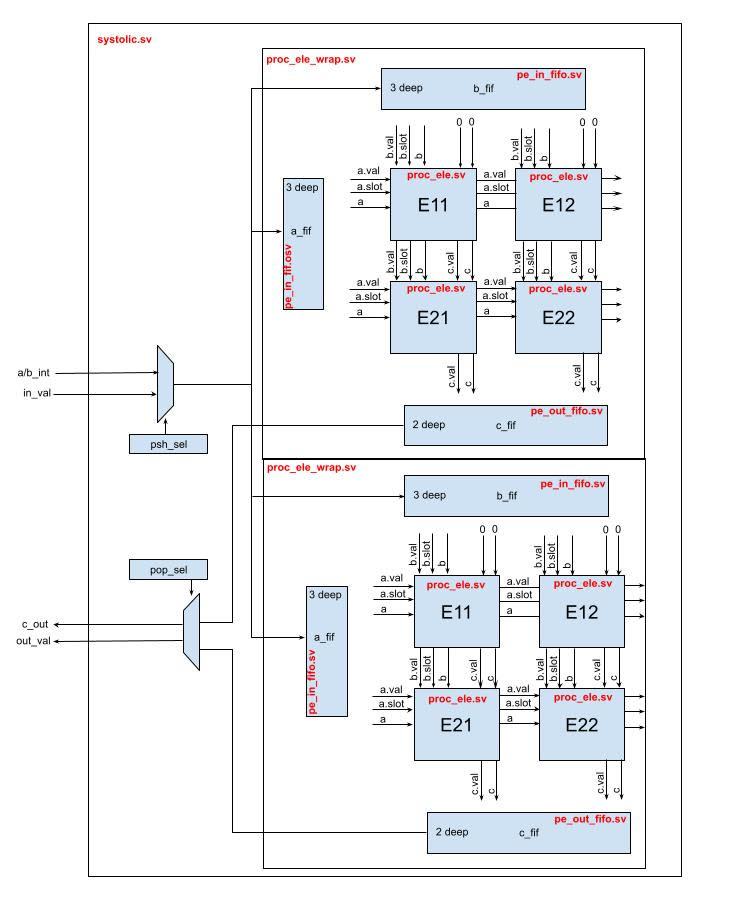 systolic.sv
proc_ele_wrap.sv
pe_in_fifo.sv
3 deep b_fif
b.val b.slot b 0 0 b.val b.slot b 0 0
a.val proc_ele.sv a.val proc_ele.sv
a.slot a.slot
a E11 a E12
3 deep
a_fif
pe_in_fif.osv
b.val b.slot b c.val c b.val b.slot b c.val c
a.val proc_ele.sv a.val proc_ele.sv
a.slot a.slot
a E21 a E22
c.val c c.val c
a/b_int
in_val
psh_sel
pe_out_fifo.sv
2 deep c_fif
proc_ele_wrap.sv
pe_in_fifo.sv
3 deep b_fif
b.val b.slot b 0 0 b.val b.slot b 0 0
pop_sel
a.val proc_ele.sv a.val proc_ele.sv
a.slot a.slot
a E11 a E12
3 deep
a_fif
pe_in_fif.sv
c_out
out_val
b.val b.slot b c.val c b.val b.slot b c.val c
a.val proc_ele.sv a.val proc_ele.sv
a.slot a.slot
a E21 a E22
c.val c c.val c
pe_out_fifo.sv
2 deep c_fif